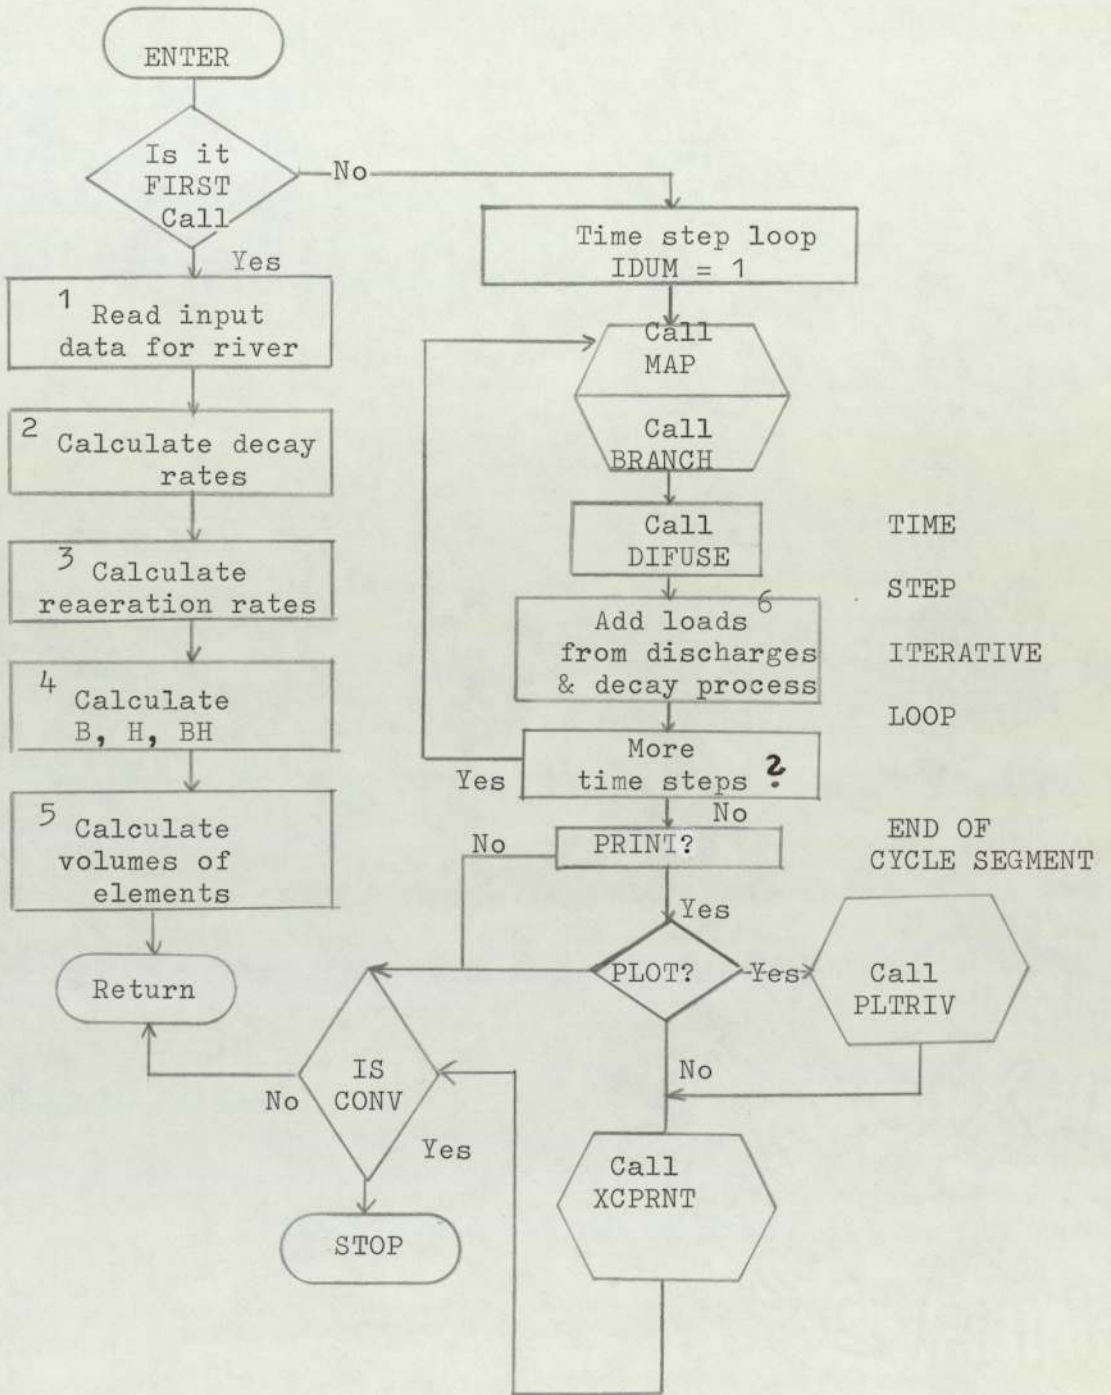 ENTER
Is it
FIRST
Call
No
Yes
1 Read input
data for river
2 Calculate decay
rates
3 Calculate
reaeration rates
4 Calculate
B, H, BH
5 Calculate
volumes of
elements
Return
Time step loop
IDUM = 1
Call
MAP
Call
BRANCH
Call
DIFUSE
6
Add loads
from discharges
& decay process
More
time steps ?
Yes
No
TIME
STEP
ITERATIVE
LOOP
PRINT?
No
Yes
END OF
CYCLE SEGMENT
PLOT?
Yes
Call
PLTRIV
No
Call
XCPRNT
IS
CONV
No
Yes
STOP